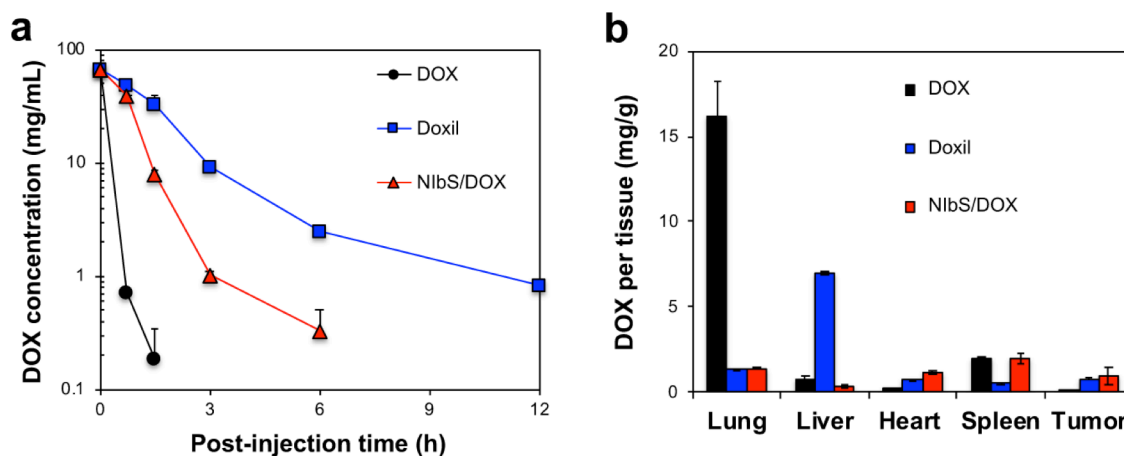 a
DOX concentration (mg/mL)
100
10
1
0.1
0
3
6
9
12
Post-injection time (h)
DOX
Doxil
NIbS/DOX
b
DOX per tissue (mg/g)
20
15
10
5
0
Lung
Liver
Heart
Spleen
Tumor
DOX
Doxil
NIbS/DOX